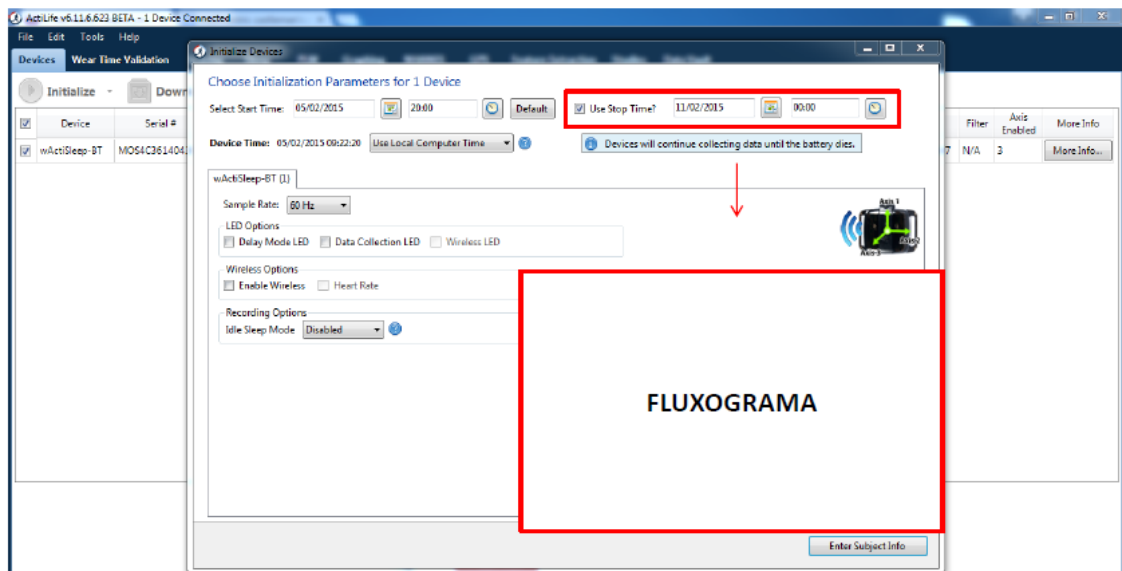 ActiLife v6.11.6.623 BETA - 1 Device Connected
File Edit Tools Help
Devices Wear Time Validation
Initialize Down
Device Serial # Filter Axis Enabled More Info
wActiSleep-BT N/A 3 More Info...
Initialize Devices
Choose Initialization Parameters for 1 Device
Select Start Time: 05/02/2015 20:00 Default Use Stop Time? 11/02/2015 00:00
Device Time: 05/02/2015 09:22:20 Use Local Computer Time Devices will continue collecting data until the battery dies.
wActiSleep-BT (1)
Sample Rate: 60 Hz
Axis 1
Axis 2
Axis 3
LED Options
Delay Mode LED Data Collection LED Wireless LED
Wireless Options
Enable Wireless Heart Rate
Recording Options
Idle Sleep Mode Disabled
FLUXOGRAMA
Enter Subject Info